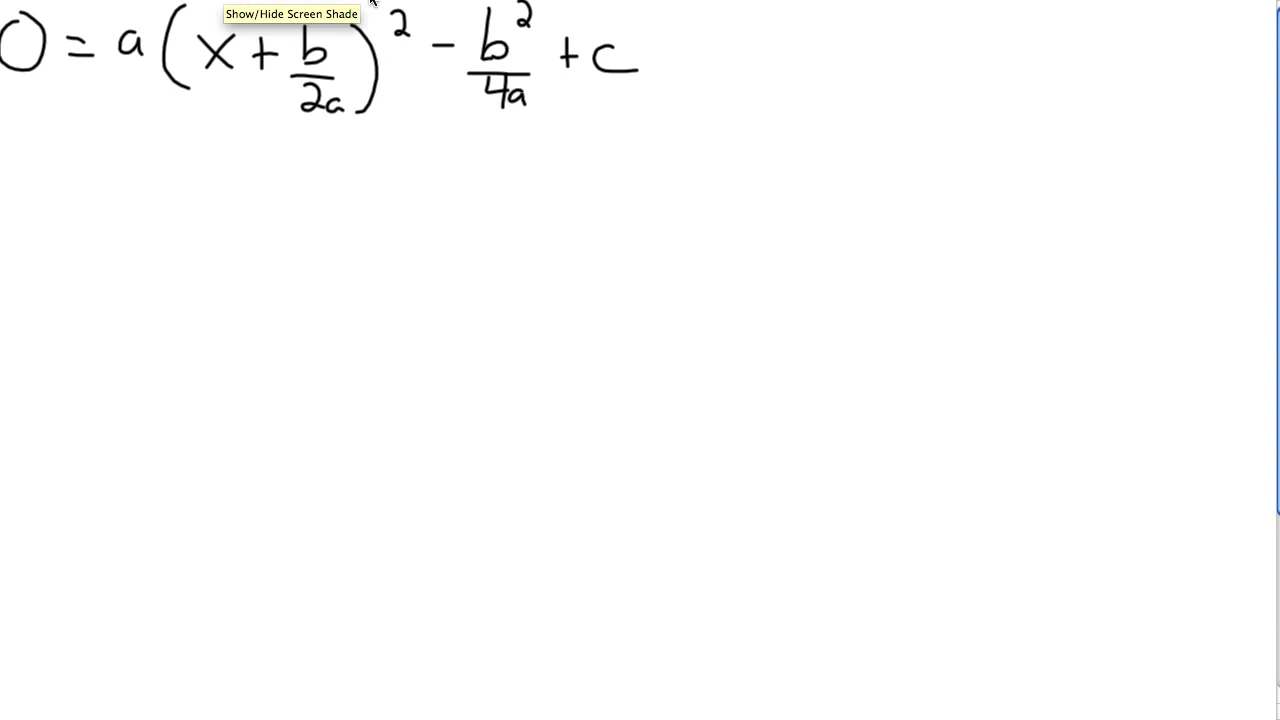 Show/Hide Screen Shade
0 = a(x + b/2a)² - b²/4a + c